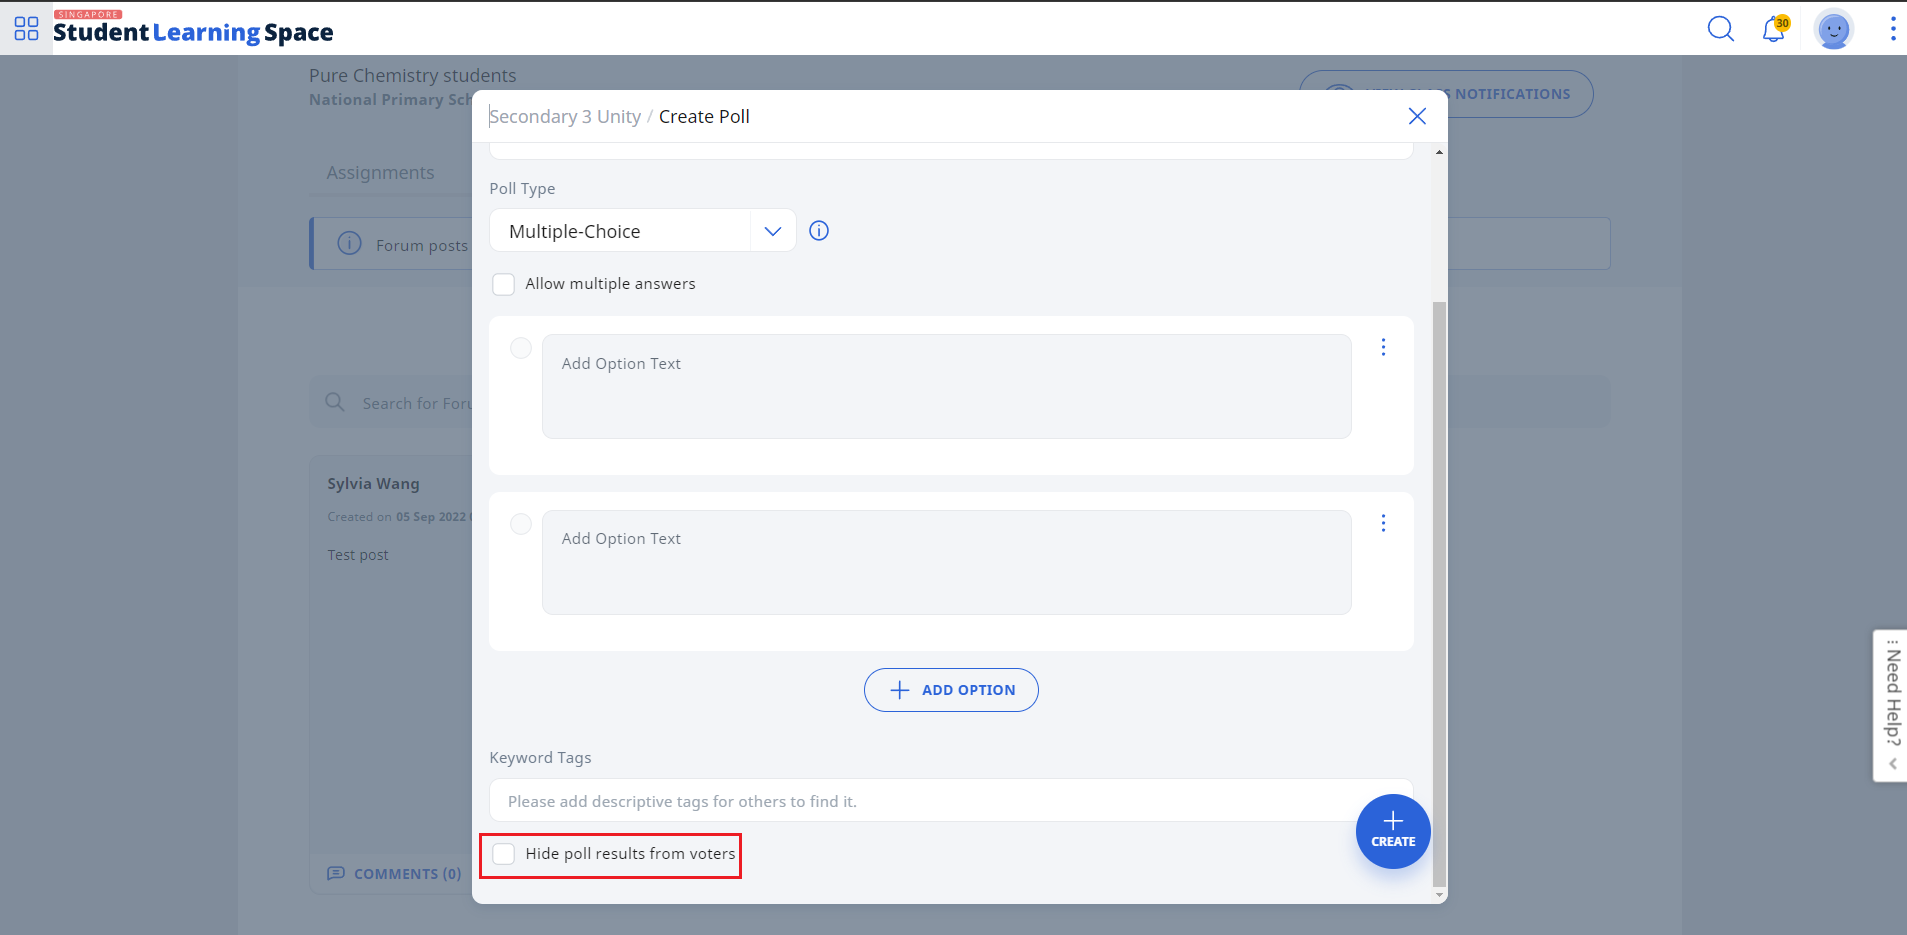 SINGAPORE
Student Learning Space
30
Pure Chemistry students
National Primary Sch
NOTIFICATIONS
Secondary 3 Unity / Create Poll
Assignments
Poll Type
Multiple-Choice
Forum posts
Allow multiple answers
Add Option Text
Search for Foru
Sylvia Wang
Created on 05 Sep 2022
Add Option Text
Test post
ADD OPTION
Need Help?
Keyword Tags
Please add descriptive tags for others to find it.
CREATE
Hide poll results from voters
COMMENTS (0)